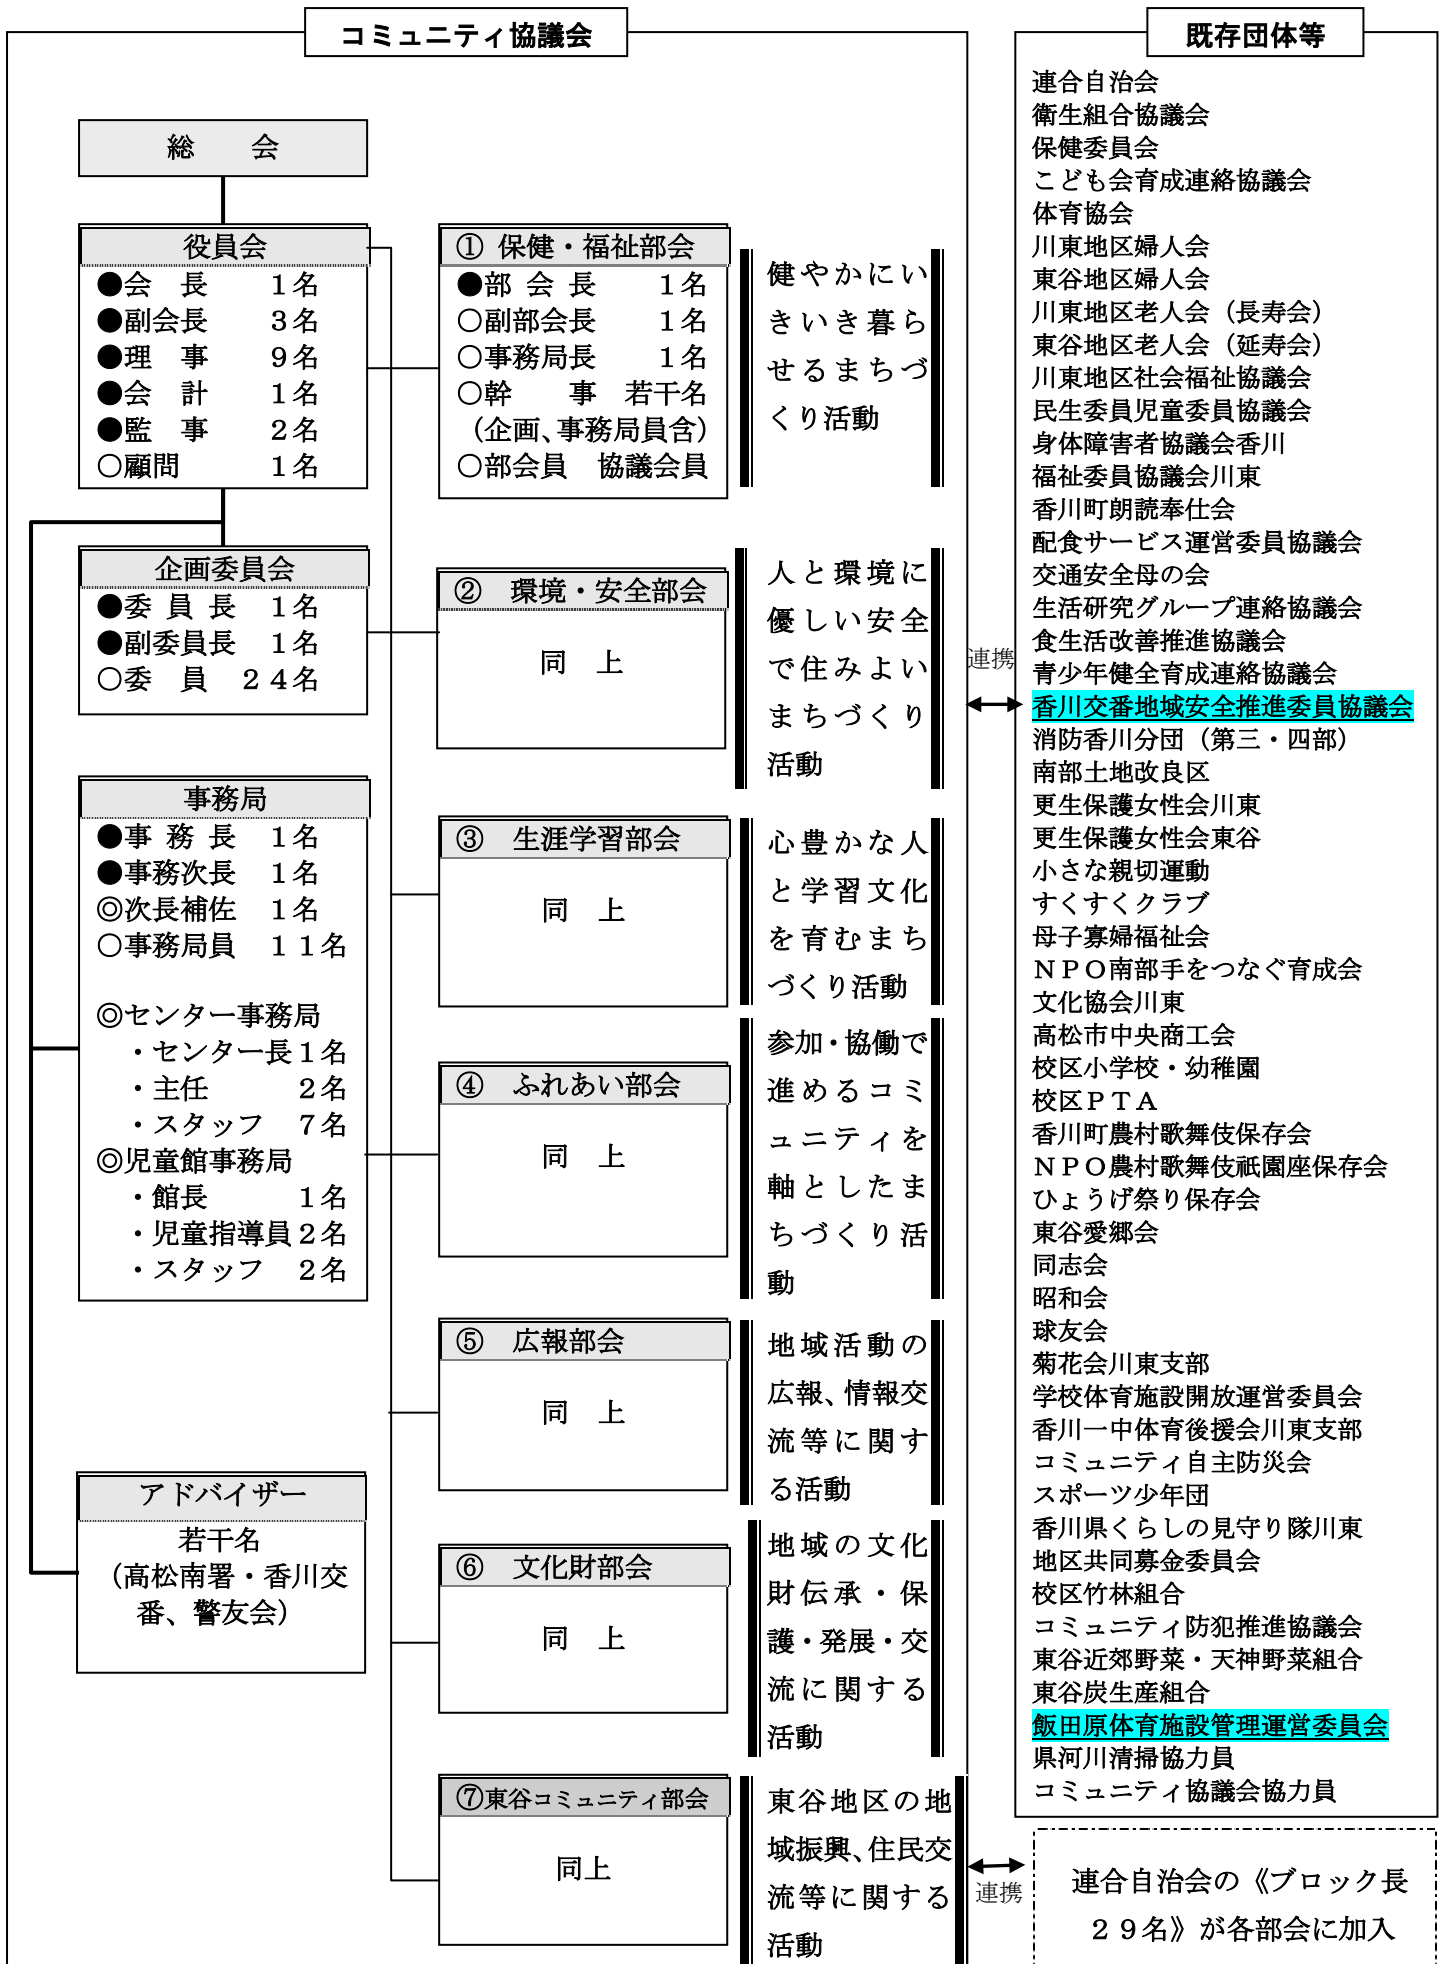 コミュニティ協議会
総　　会
役員会
●会　長　　１名
●副会長　　３名
●理　事　　９名
●会　計　　１名
●監　事　　２名
○顧問　　　１名
企画委員会
●委 員 長　１名
●副委員長　１名
○委　員　２４名
事務局
●事 務 長　１名
●事務次長　１名
◎次長補佐　１名
○事務局員　１１名
◎センター事務局
・センター長１名
・主任　　　２名
・スタッフ　７名
◎児童館事務局
・館長　　　１名
・児童指導員２名
・スタッフ　２名
アドバイザー
若干名
（高松南署・香川交
番、警友会）
① 保健・福祉部会
●部 会 長　　１名
○副部会長　　１名
○事務局長　　１名
○幹　　事　若干名
（企画、事務局員含）
○部会員　協議会員
健やかにい
きいき暮ら
せるまちづ
くり活動
②　環境・安全部会
同　上
人と環境に
優しい安全
で住みよい
まちづくり
活動
③　生涯学習部会
同　上
心豊かな人
と学習文化
を育むまち
づくり活動
④　ふれあい部会
同　上
参加・協働で
進めるコミ
ュニティを
軸としたま
ちづくり活
動
⑤　広報部会
同　上
地域活動の
広報、情報交
流等に関す
る活動
⑥　文化財部会
同　上
地域の文化
財伝承・保
護・発展・交
流に関する
活動
⑦東谷コミュニティ部会
同上
東谷地区の地
域振興、住民交
流等に関する
活動
連携
連携
既存団体等
連合自治会
衛生組合協議会
保健委員会
こども会育成連絡協議会
体育協会
川東地区婦人会
東谷地区婦人会
川東地区老人会（長寿会）
東谷地区老人会（延寿会）
川東地区社会福祉協議会
民生委員児童委員協議会
身体障害者協議会香川
福祉委員協議会川東
香川町朗読奉仕会
配食サービス運営委員協議会
交通安全母の会
生活研究グループ連絡協議会
食生活改善推進協議会
青少年健全育成連絡協議会
香川交番地域安全推進委員協議会
消防香川分団（第三・四部）
南部土地改良区
更生保護女性会川東
更生保護女性会東谷
小さな親切運動
すくすくクラブ
母子寡婦福祉会
ＮＰＯ南部手をつなぐ育成会
文化協会川東
高松市中央商工会
校区小学校・幼稚園
校区ＰＴＡ
香川町農村歌舞伎保存会
ＮＰＯ農村歌舞伎祇園座保存会
ひょうげ祭り保存会
東谷愛郷会
同志会
昭和会
球友会
菊花会川東支部
学校体育施設開放運営委員会
香川一中体育後援会川東支部
コミュニティ自主防災会
スポーツ少年団
香川県くらしの見守り隊川東
地区共同募金委員会
校区竹林組合
コミュニティ防犯推進協議会
東谷近郊野菜・天神野菜組合
東谷炭生産組合
飯田原体育施設管理運営委員会
県河川清掃協力員
コミュニティ協議会協力員
連合自治会の《ブロック長
２９名》が各部会に加入